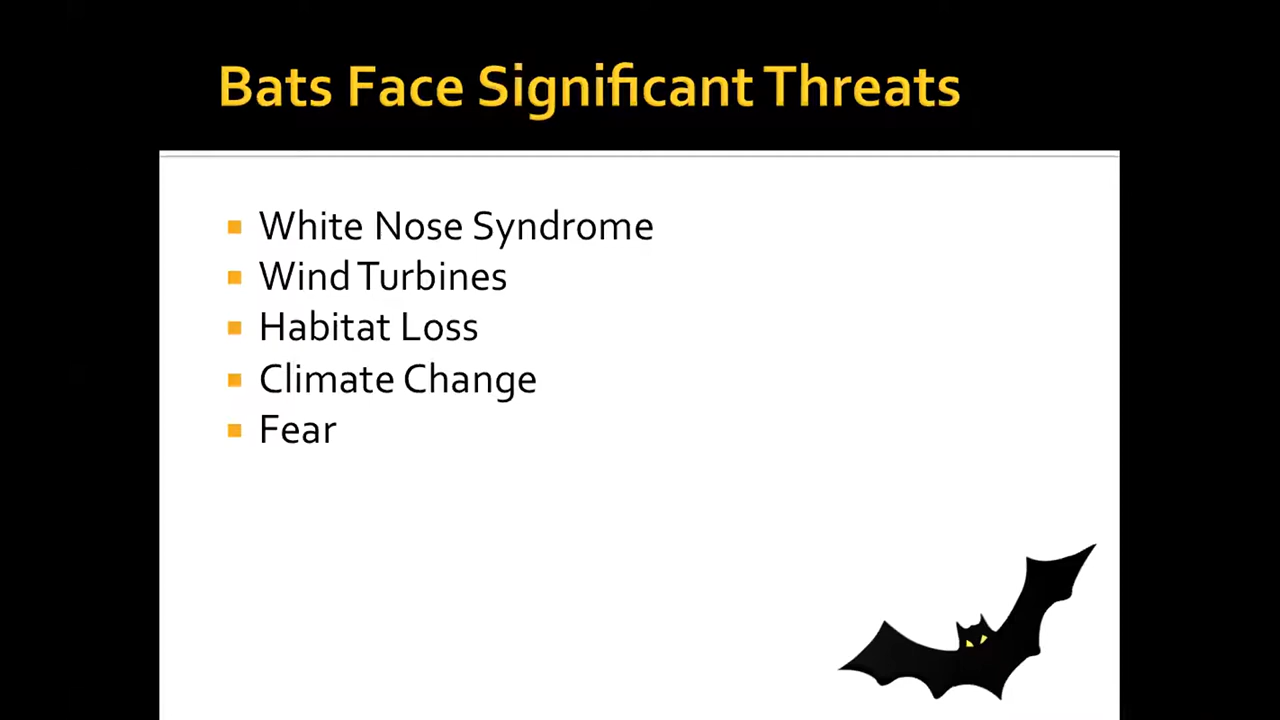 Bats Face Significant Threats
White Nose Syndrome
Wind Turbines
Habitat Loss
Climate Change
Fear